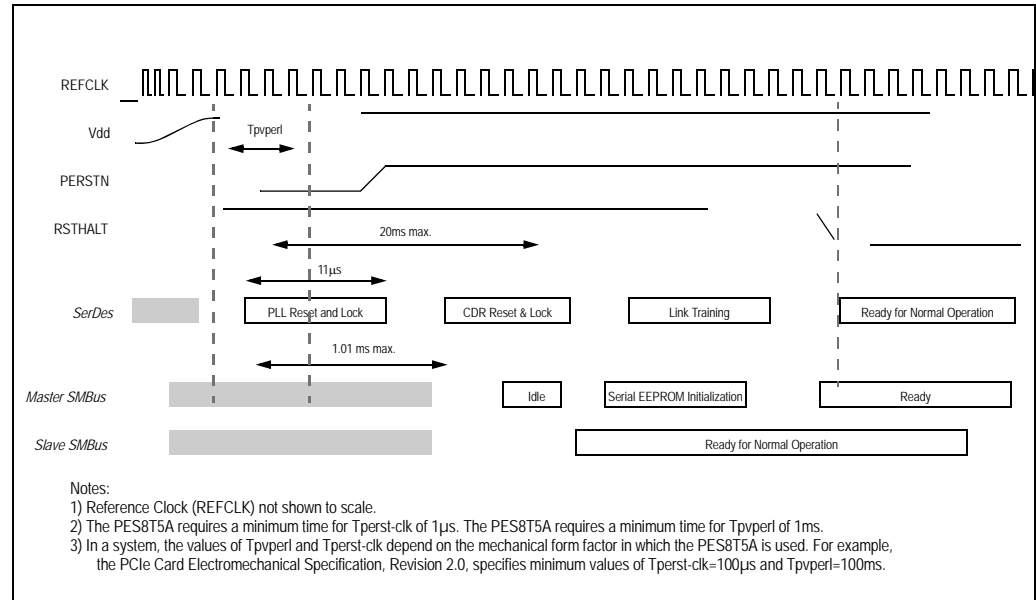 REFCLK
Vdd
Tpvperl
PERSTN
RSTHALT
20ms max.
11µs
SerDes
PLL Reset and Lock
CDR Reset & Lock
Link Training
Ready for Normal Operation
1.01 ms max.
Master SMBus
Idle
Serial EEPROM Initialization
Ready
Slave SMBus
Ready for Normal Operation
Notes:
1) Reference Clock (REFCLK) not shown to scale.
2) The PES8T5A requires a minimum time for Tperst-clk of 1µs. The PES8T5A requires a minimum time for Tpvperl of 1ms.
3) In a system, the values of Tpvperl and Tperst-clk depend on the mechanical form factor in which the PES8T5A is used. For example,
the PCIe Card Electromechanical Specification, Revision 2.0, specifies minimum values of Tperst-clk=100µs and Tpvperl=100ms.